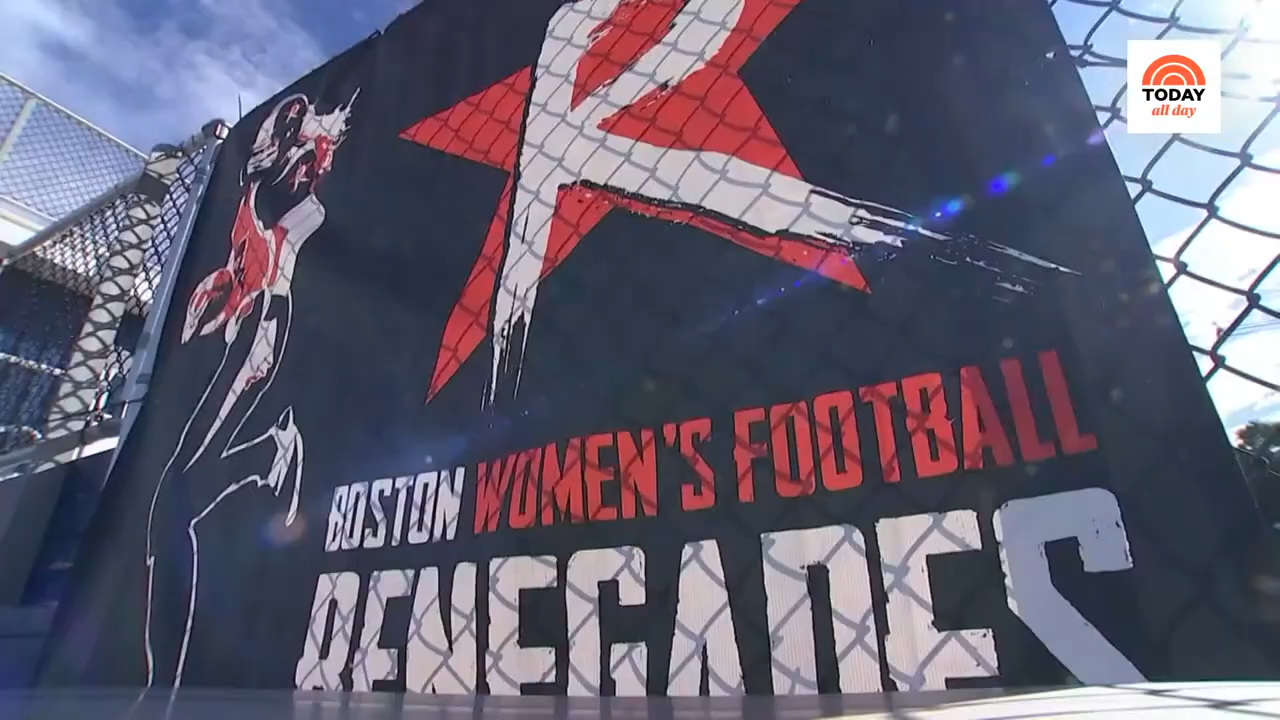 TODAY
all day
R
BOSTON WOMEN'S FOOTBALL
RENEGADES